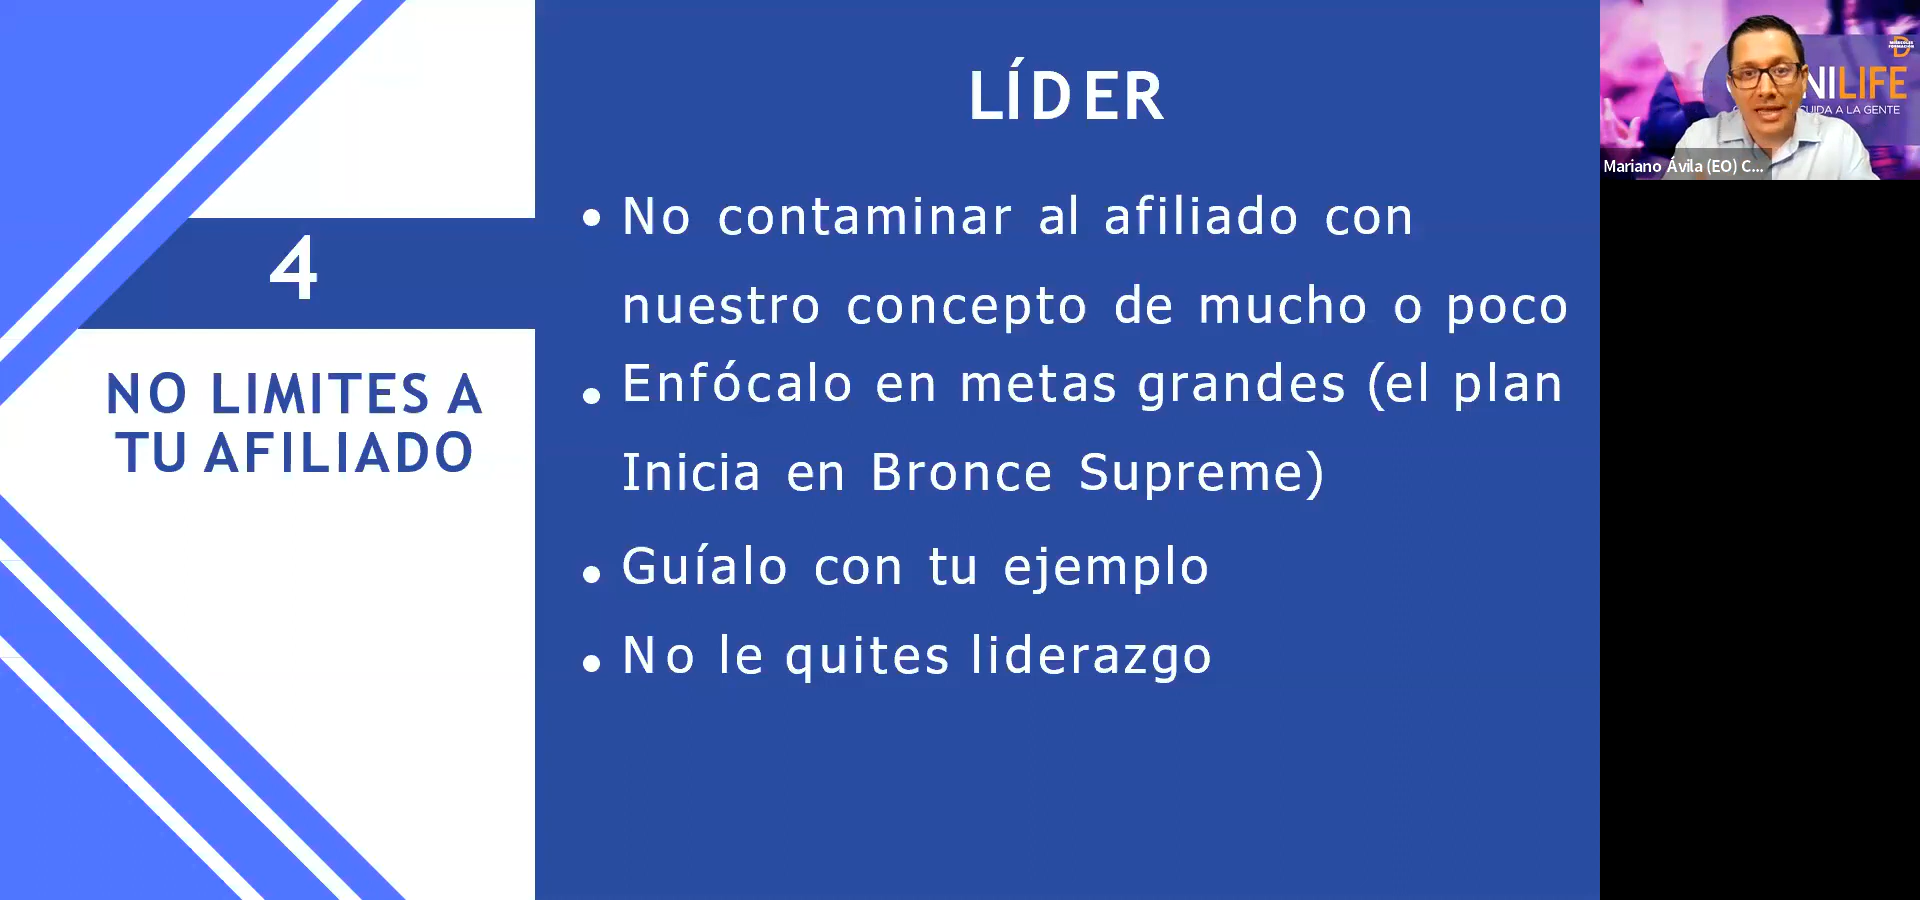 4
NO LIMITES A
TU AFILIADO
LÍDER
• No contaminar al afiliado con
nuestro concepto de mucho o poco
• Enfócalo en metas grandes (el plan
Inicia en Bronce Supreme)
• Guíalo con tu ejemplo
• No le quites liderazgo
NILIFE
CUIDA A LA GENTE
Mariano Ávila (EO) C...